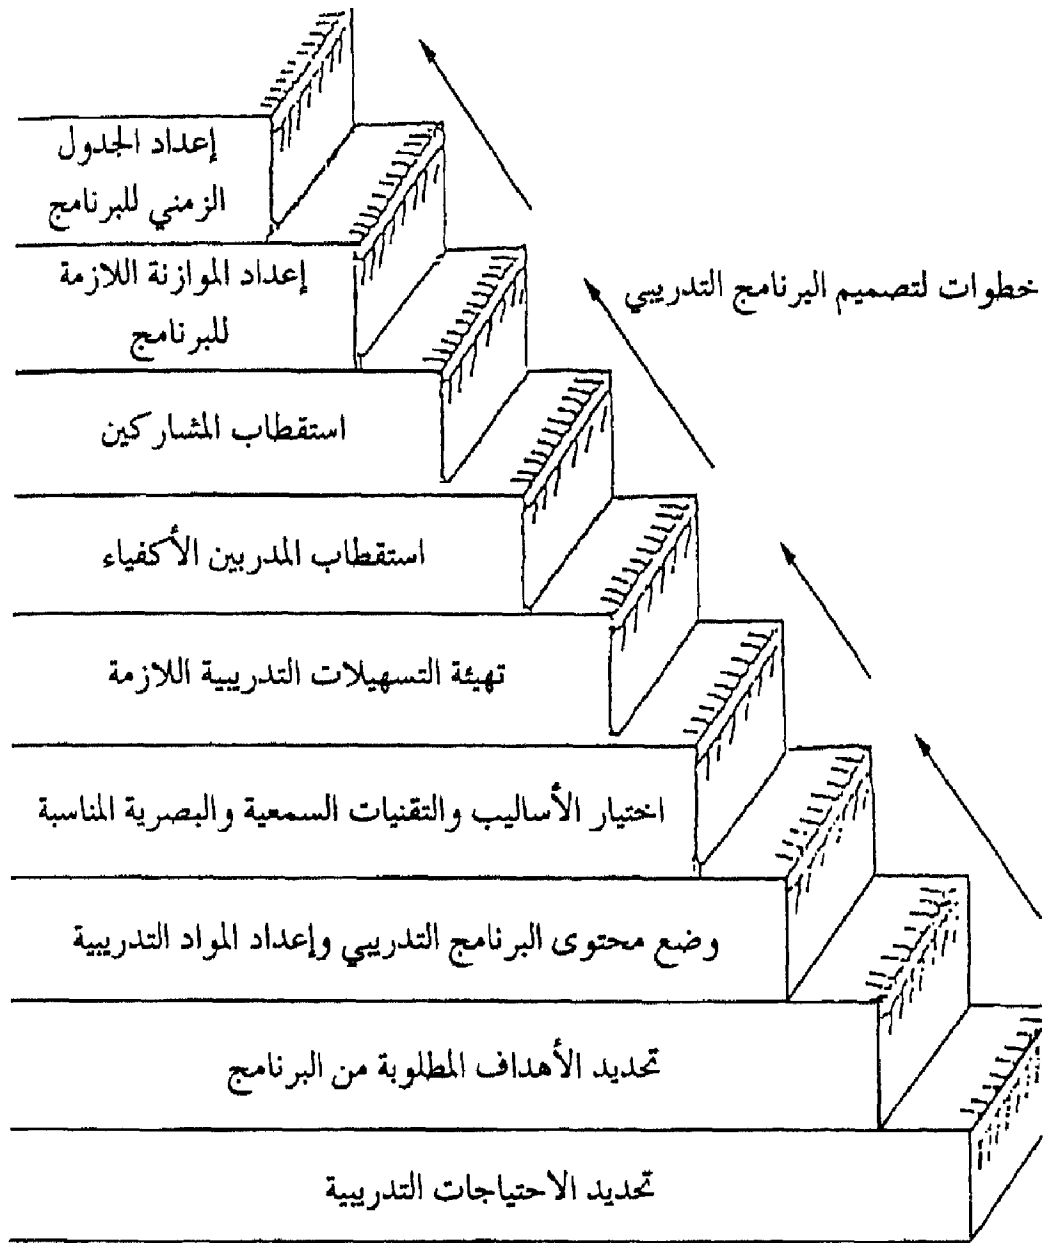 إعداد الجدول
الزمني للبرنامج
إعداد الموازنة اللازمة
للبرنامج
خطوات لتصميم البرنامج التدريبي
استقطاب المشاركين
استقطاب المدربين الأكفياء
تهيئة التسهيلات التدريبية اللازمة
اختيار الأساليب والتقنيات السمعية والبصرية المناسبة
وضع محتوى البرنامج التدريبي وإعداد المواد التدريبية
تحديد الأهداف المطلوبة من البرنامج
تحديد الاحتياجات التدريبية